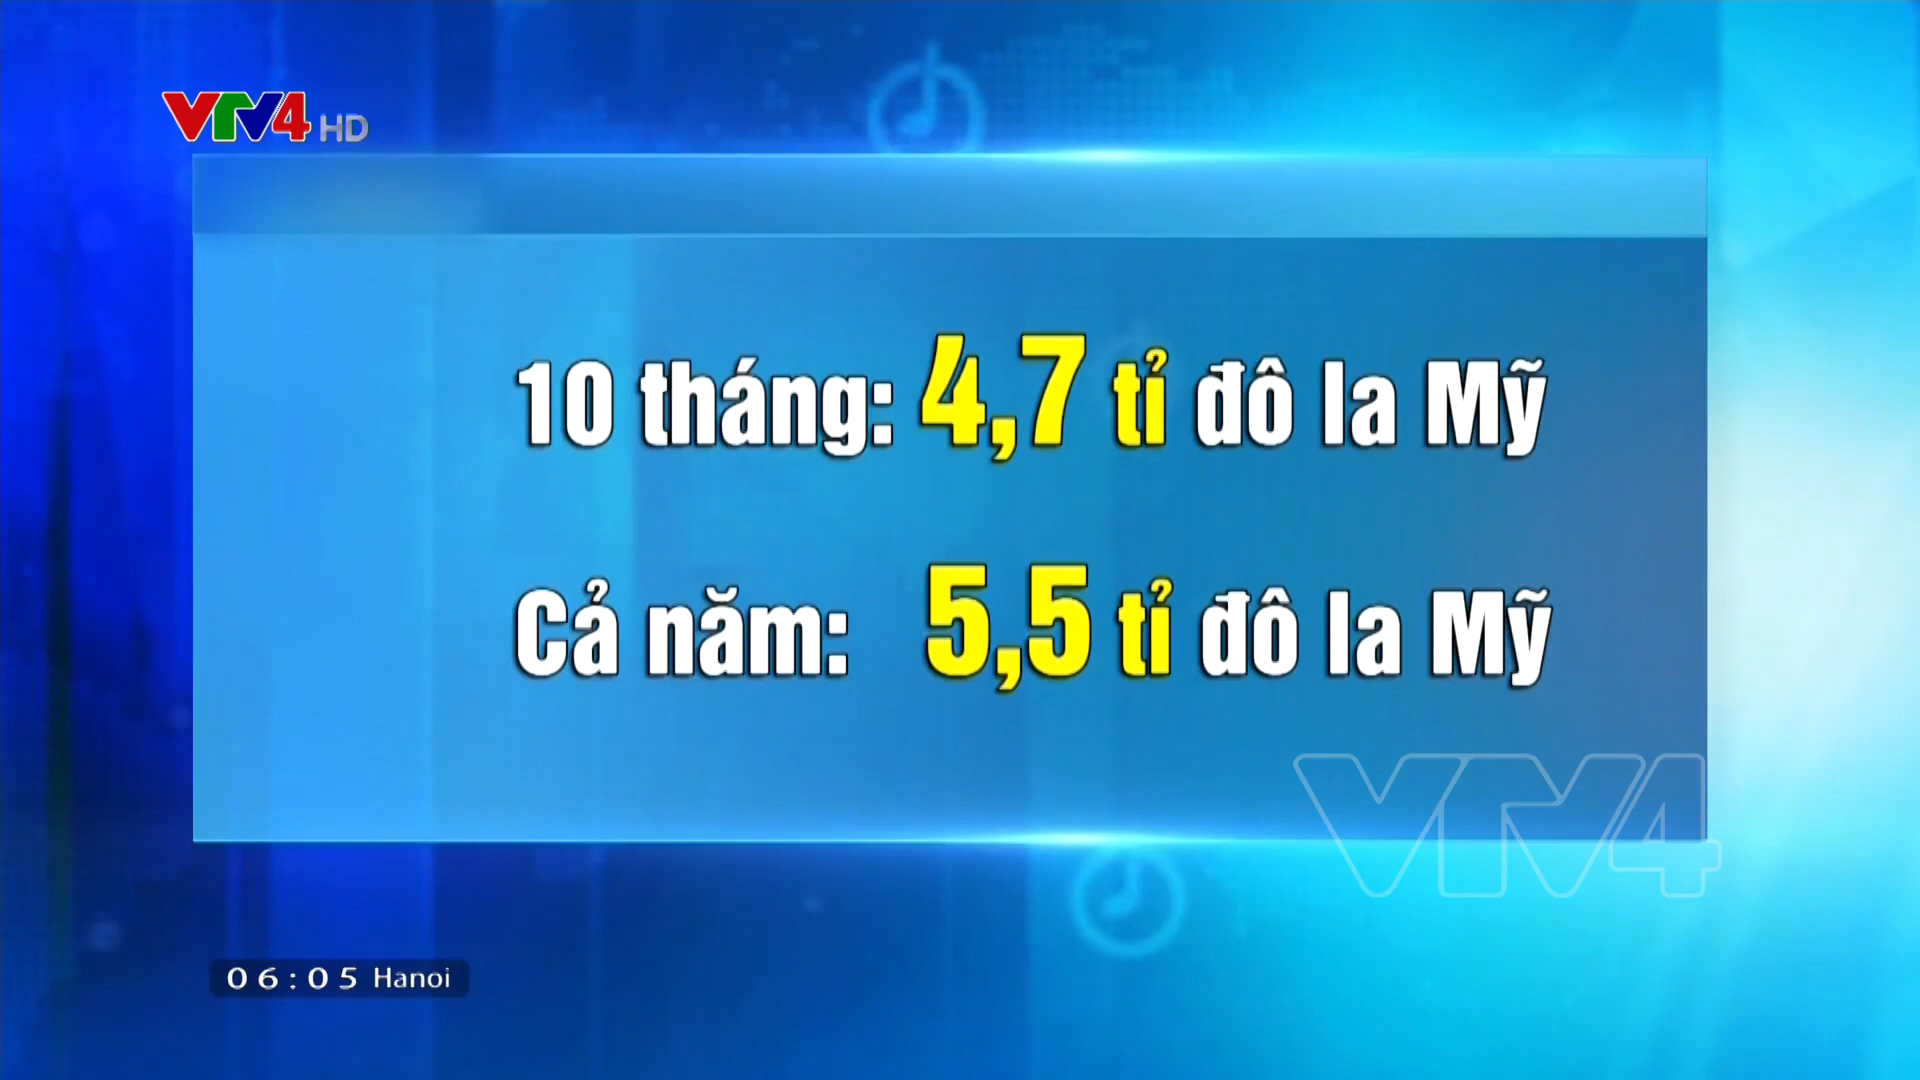 VTV4 HD
10 tháng: 4,7 tỉ đô la Mỹ
Cả năm: 5,5 tỉ đô la Mỹ
VTV4
06:05 Hanoi